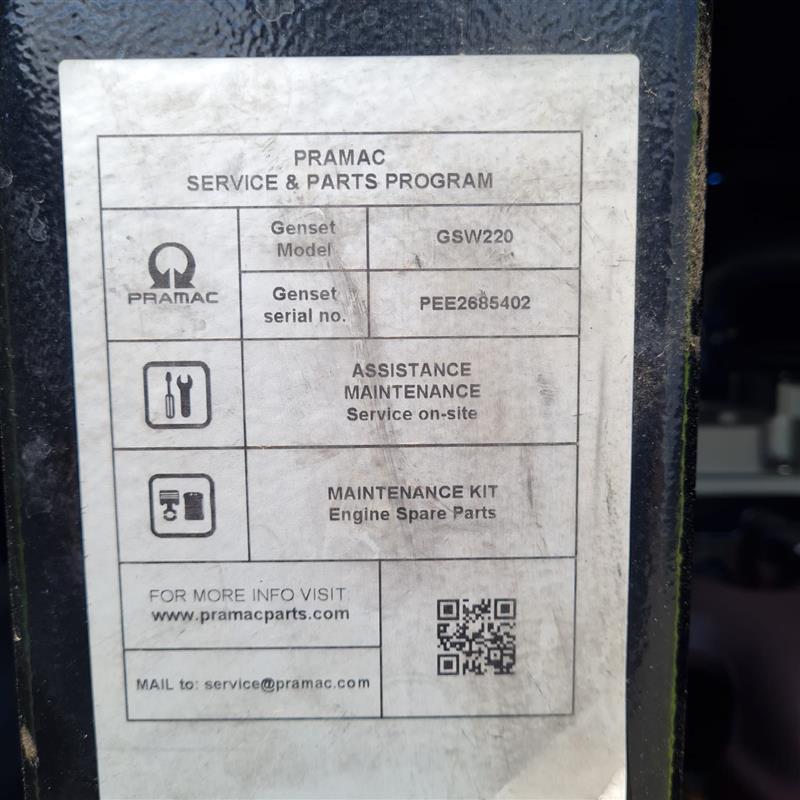 PRAMAC
SERVICE & PARTS PROGRAM
PRAMAC
Genset
Model
GSW220
Genset
serial no.
PEE2685402
ASSISTANCE
MAINTENANCE
Service on-site
MAINTENANCE KIT
Engine Spare Parts
FOR MORE INFO VISIT
www.pramacparts.com
MAIL to: service@pramac.com